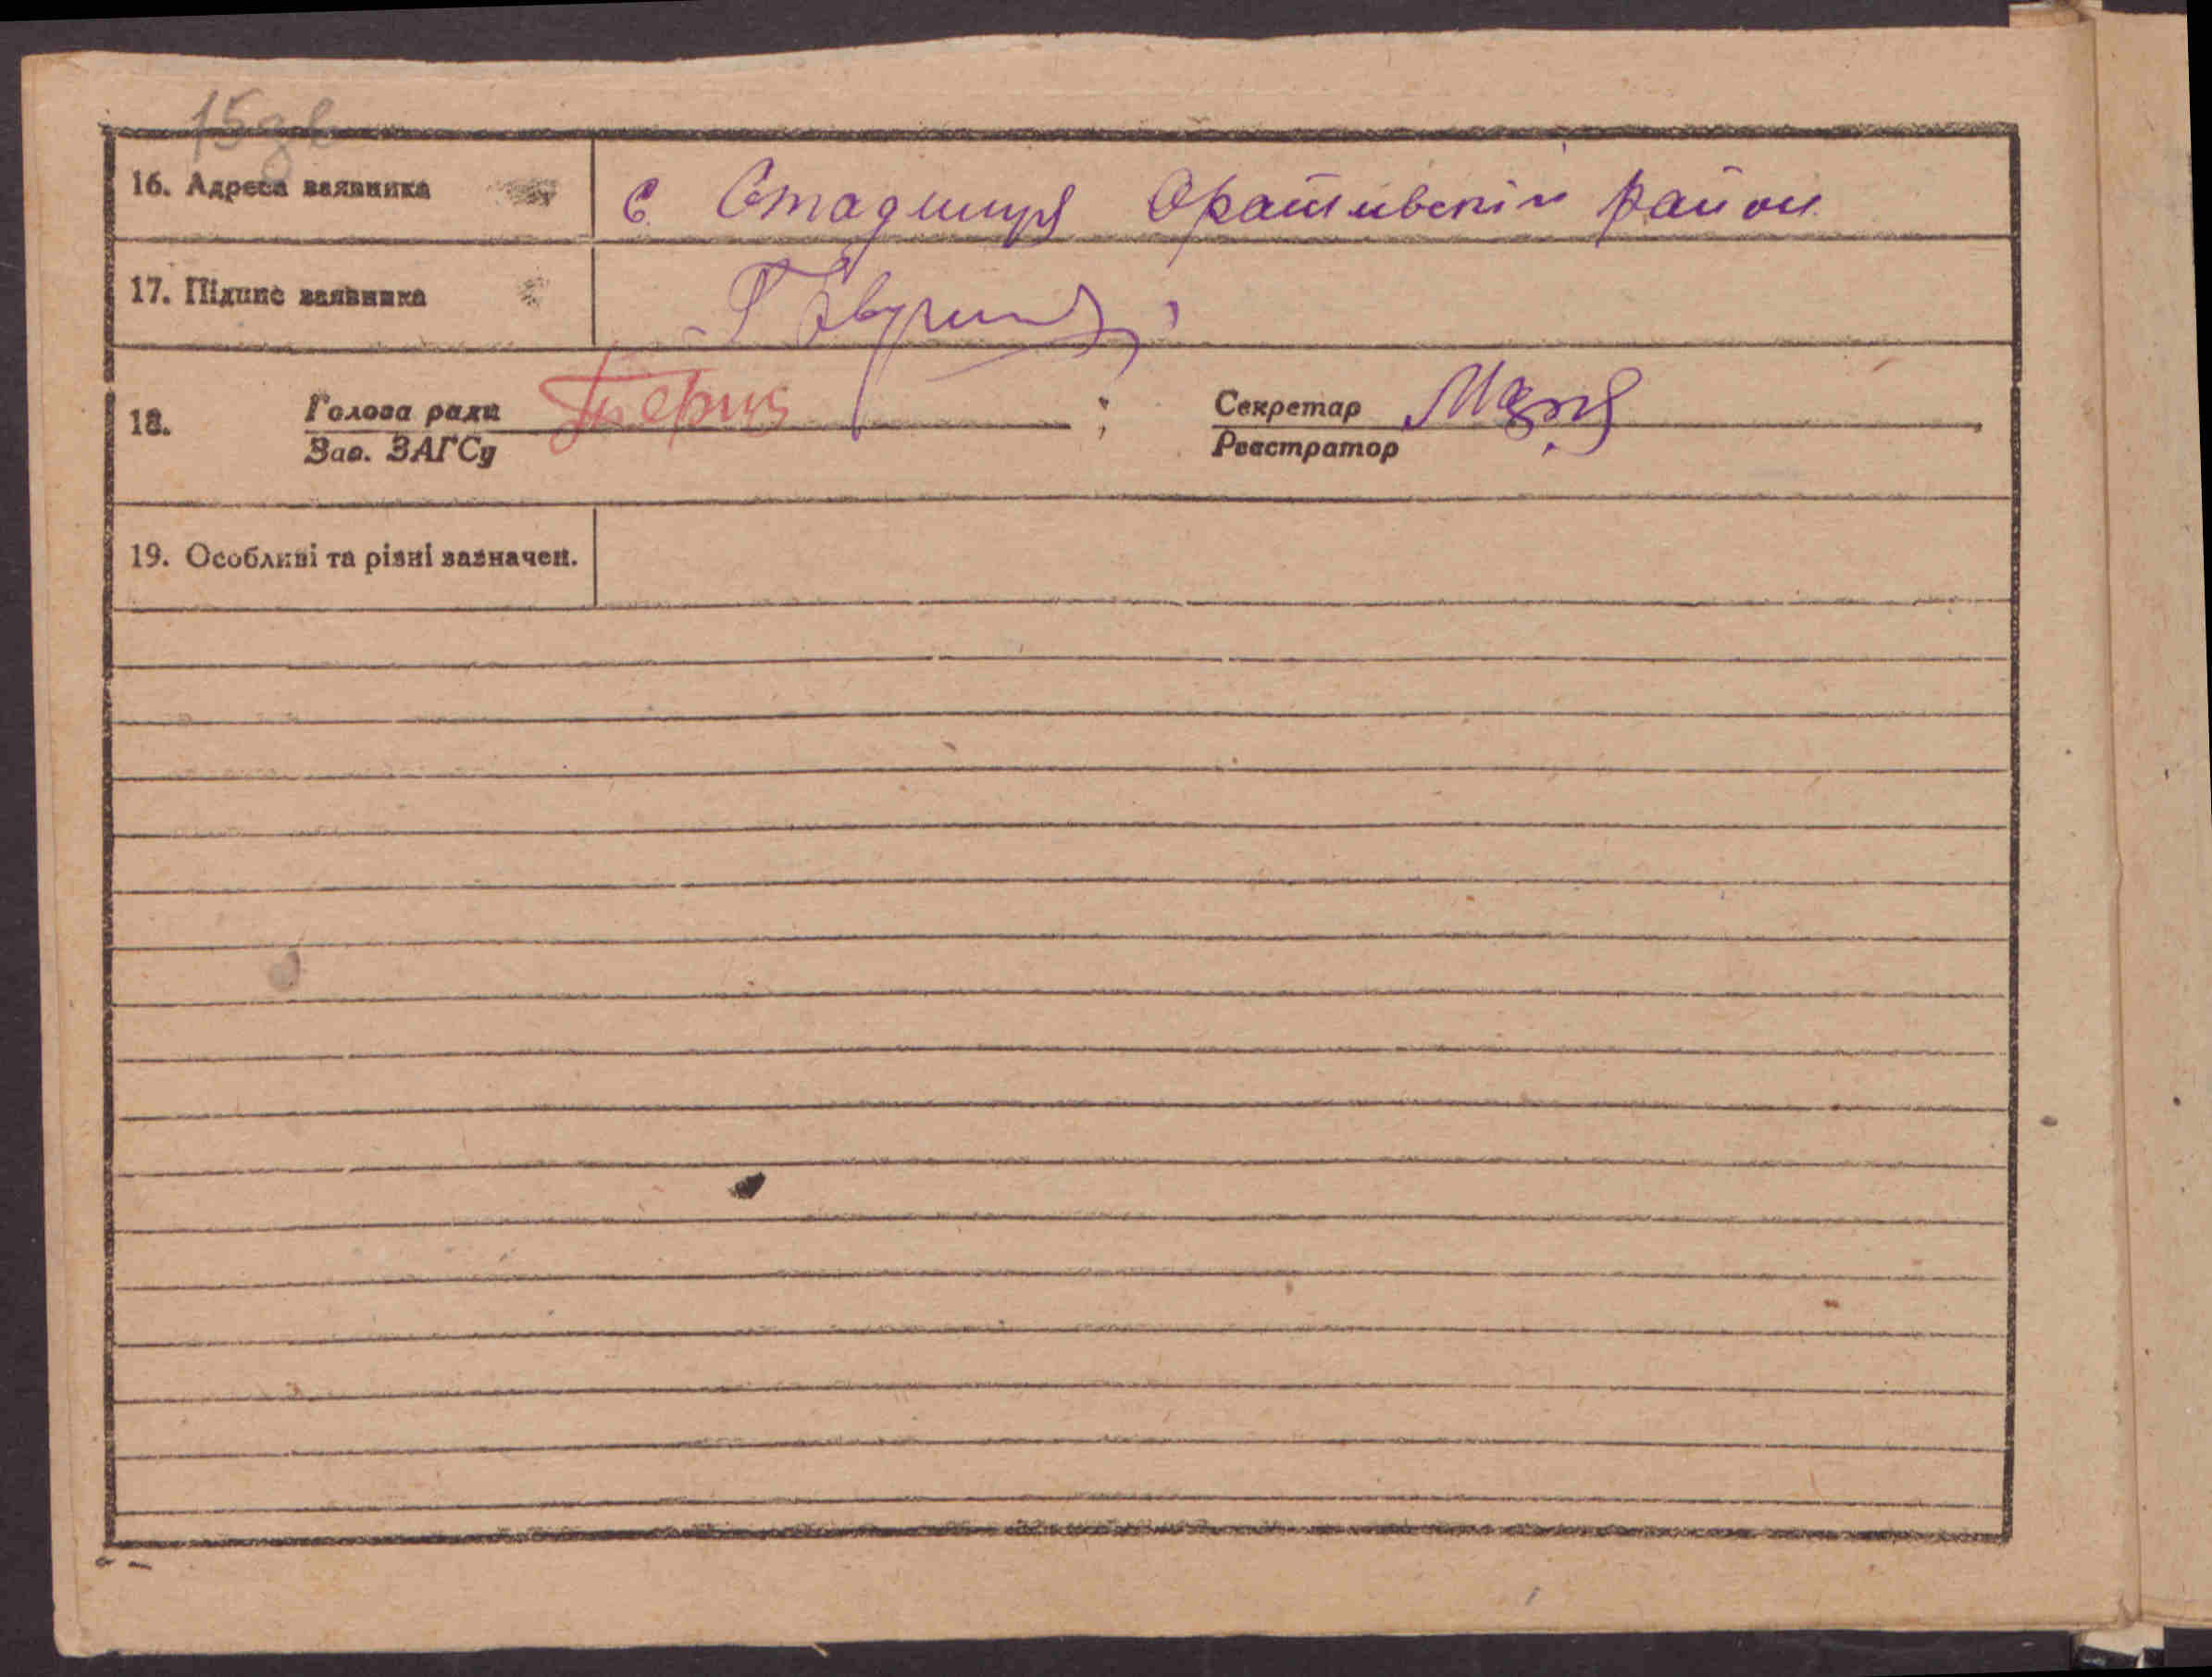 15зв
16. Адреса заявника
с. Стадниця Оратівський район
17. Підпис заявника
18. Голова ради
Зав. ЗАГСу
;
Секретар
Реєстратор
19. Особливі та різні зазначен.